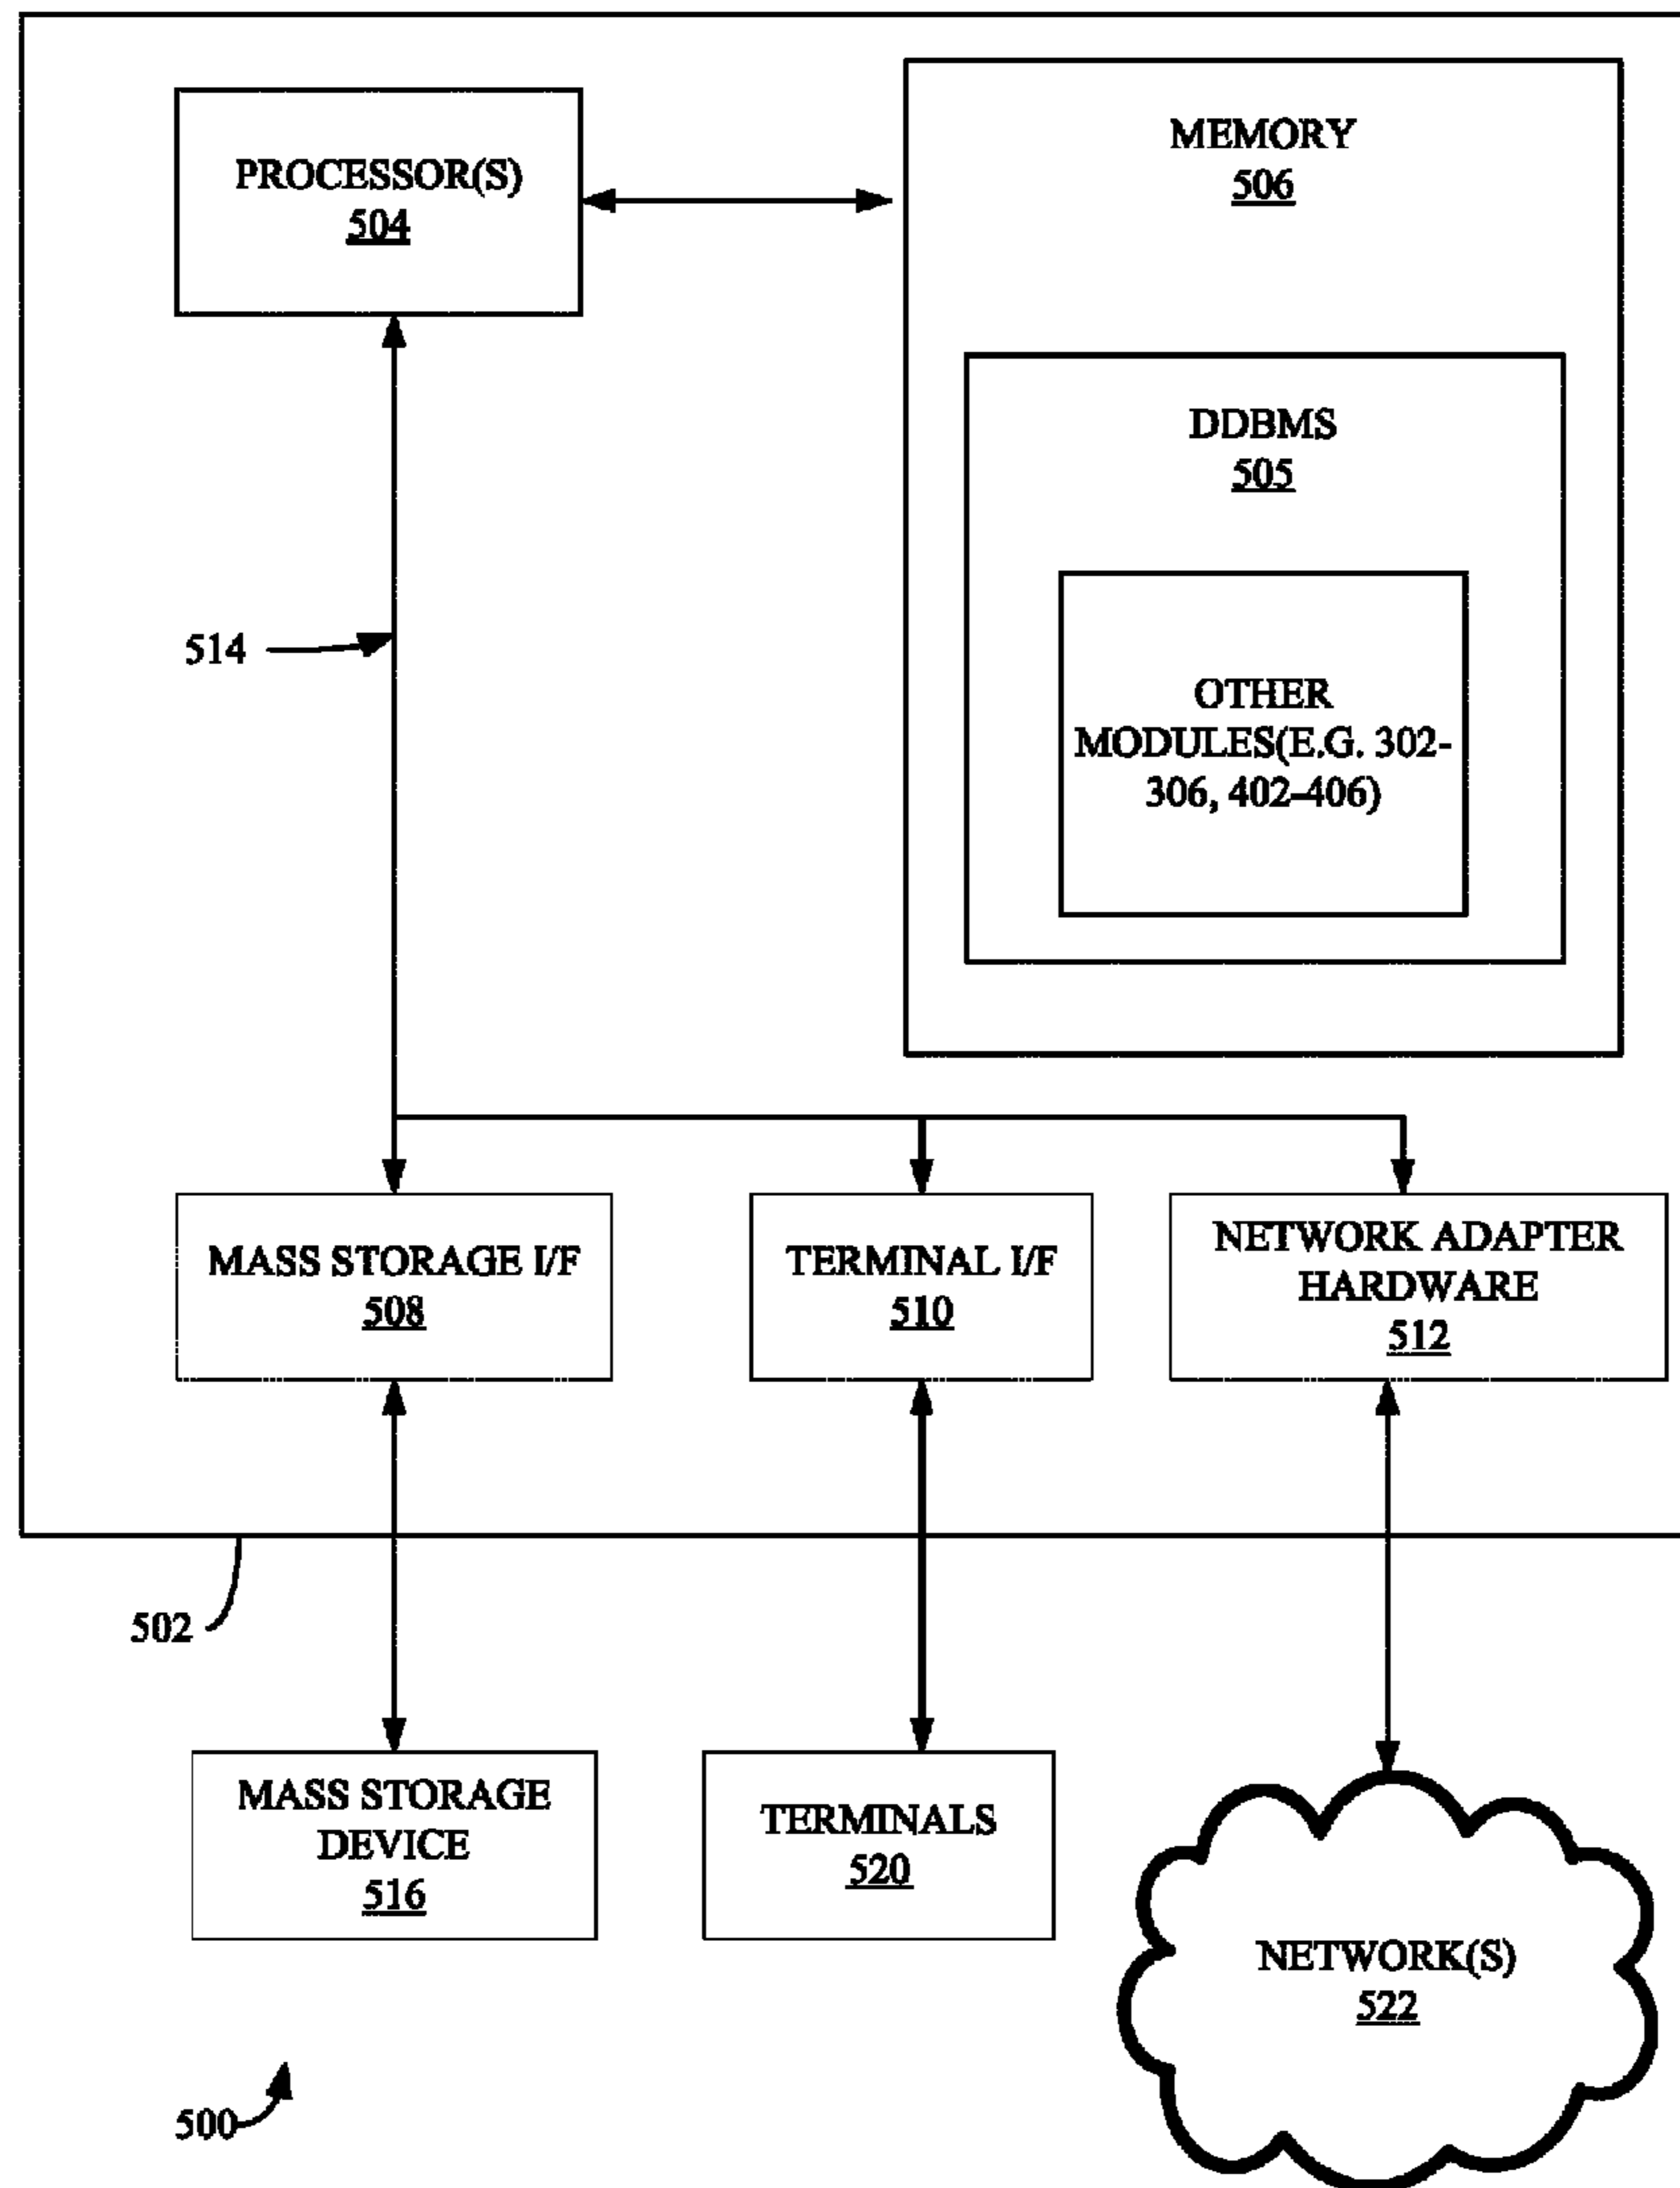 PROCESSOR(S)
504
MEMORY
506
DDBMS
505
514
OTHER
MODULES(E.G. 302-
306, 402-406)
MASS STORAGE I/F
508
TERMINAL I/F
510
NETWORK ADAPTER
HARDWARE
512
502
MASS STORAGE
DEVICE
516
TERMINALS
520
NETWORK(S)
522
500